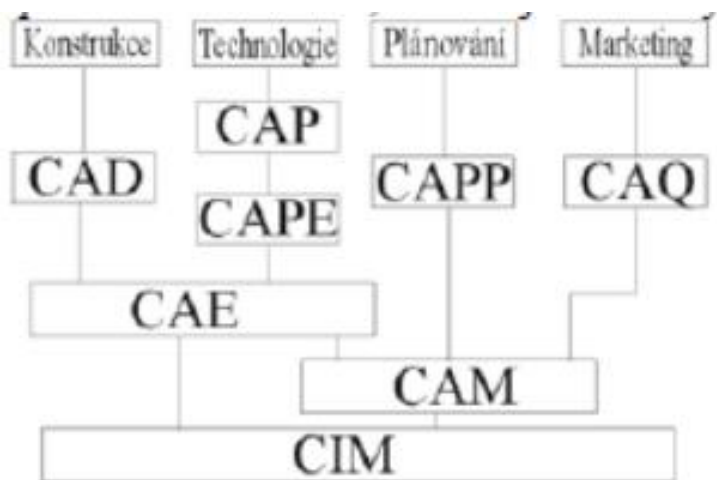 Konstrukce Technologie Plánování Marketing
CAP
CAD CAPP CAQ
CAPE
CAE
CAM
CIM